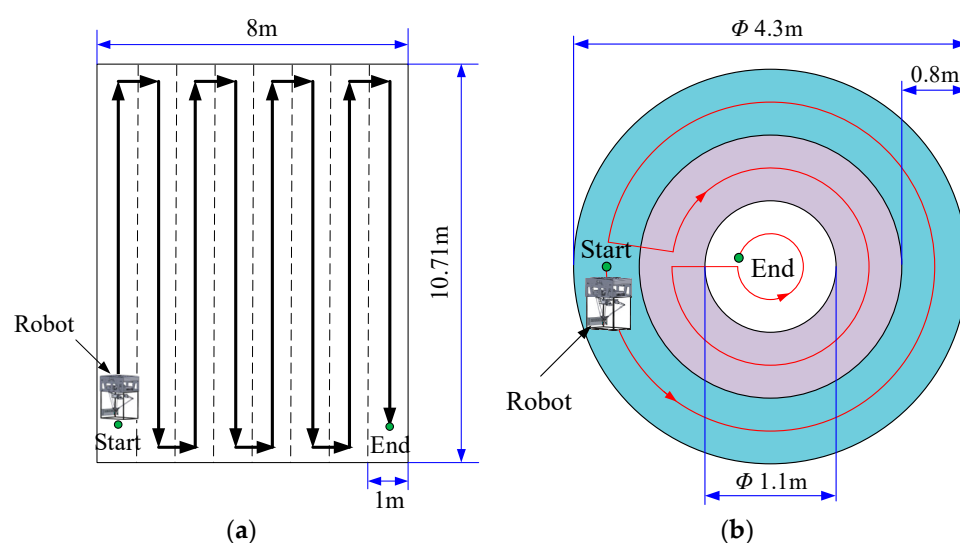 8m
10.71m
Robot
Start
End
1m
(a)
Φ 4.3m
0.8m
Start
End
Robot
Φ 1.1m
(b)